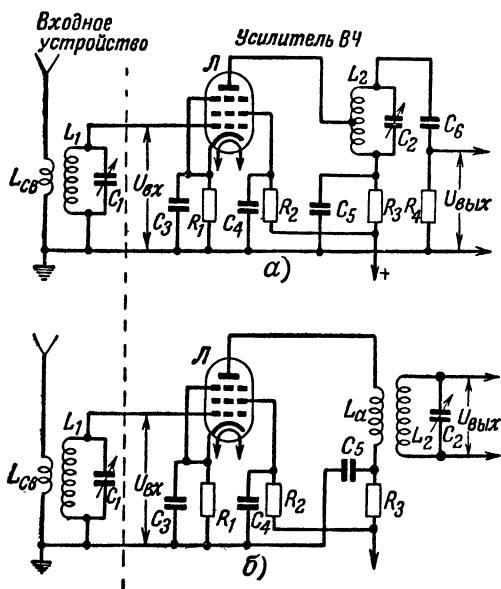 Входное устройство
Усилитель ВЧ
Л
L1
L2
C2
C6
Lсв
C1
Uвх
C3
R1
C4
R2
C5
R3
R4
Uвых
+
а)
Л
L1
Lсв
C1
Uвх
C3
R1
C4
R2
C5
R3
Lа
L2
C2
Uвых
б)